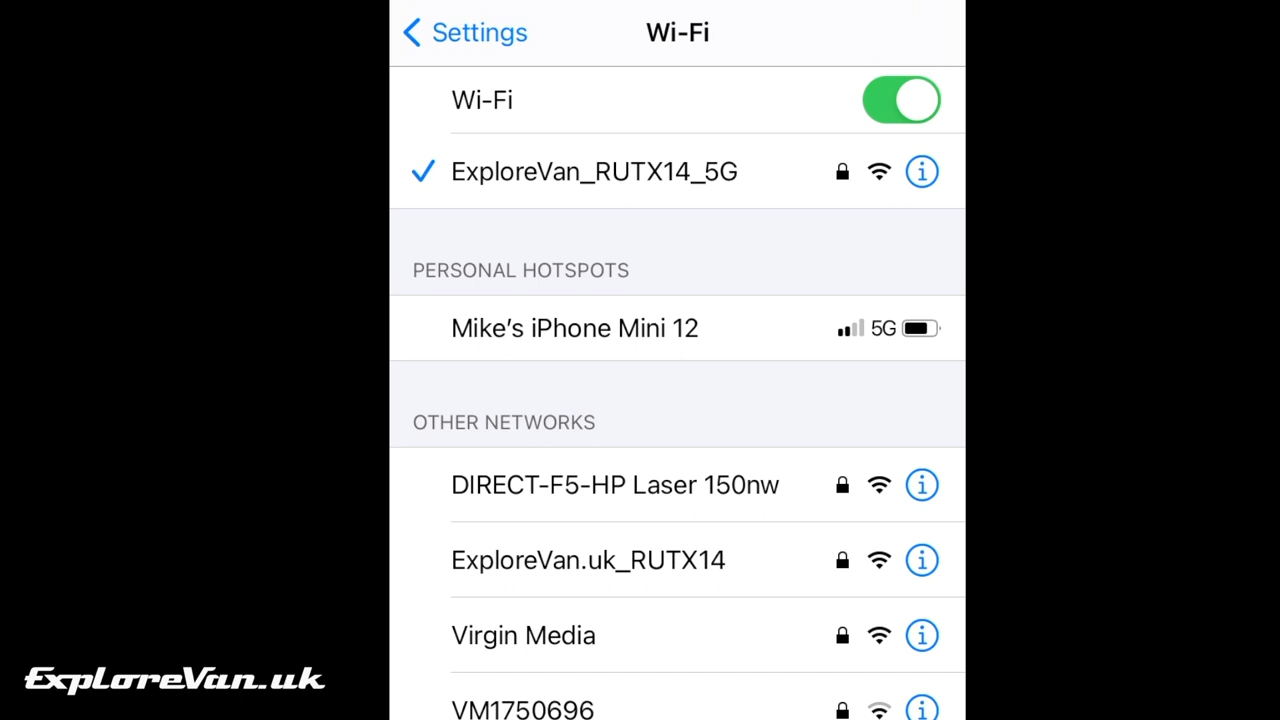 Settings
Wi-Fi
Wi-Fi
ExploreVan_RUTX14_5G
PERSONAL HOTSPOTS
Mike’s iPhone Mini 12
5G
OTHER NETWORKS
DIRECT-F5-HP Laser 150nw
ExploreVan.uk_RUTX14
Virgin Media
VM1750696
ExpLoreVan.uk